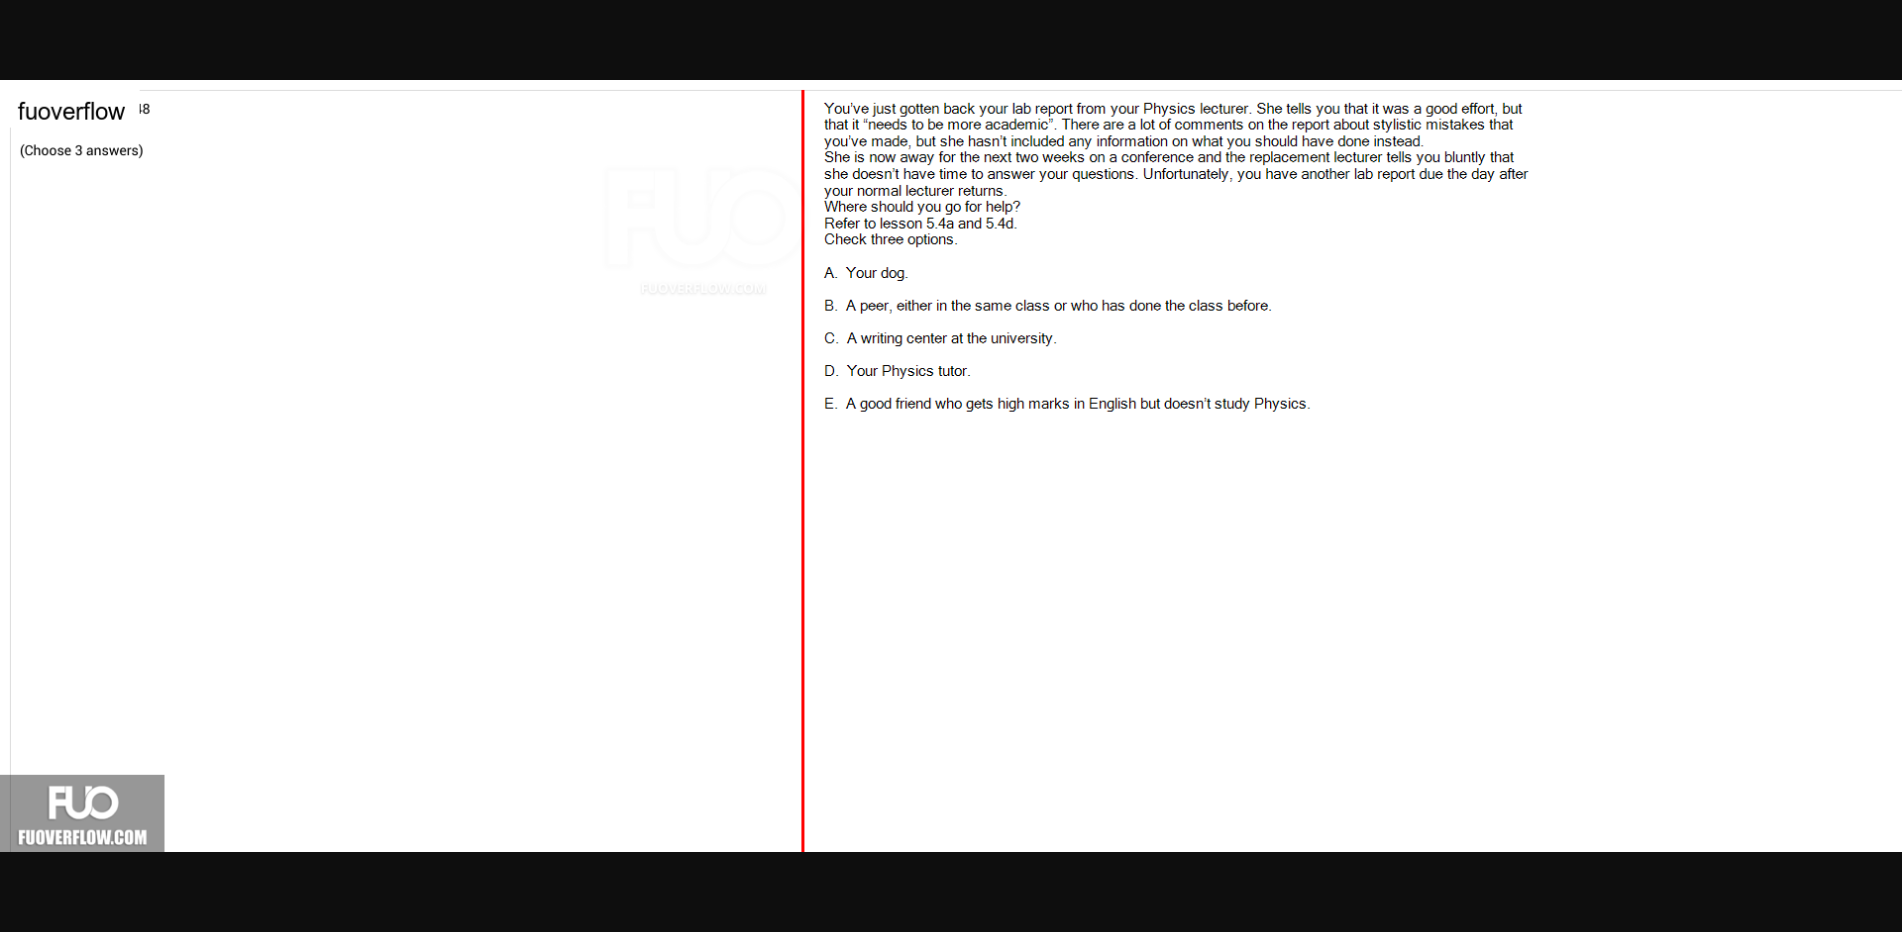 fuoverflow 48
(Choose 3 answers)
FUO
FUOVERFLOW.COM
You've just gotten back your lab report from your Physics lecturer. She tells you that it was a good effort, but
that it “needs to be more academic”. There are a lot of comments on the report about stylistic mistakes that
you've made, but she hasn't included any information on what you should have done instead.
She is now away for the next two weeks on a conference and the replacement lecturer tells you bluntly that
she doesn't have time to answer your questions. Unfortunately, you have another lab report due the day after
your normal lecturer returns.
Where should you go for help?
Refer to lesson 5.4a and 5.4d.
Check three options.
A. Your dog.
B. A peer, either in the same class or who has done the class before.
C. A writing center at the university.
D. Your Physics tutor.
E. A good friend who gets high marks in English but doesn't study Physics.
FUO
FUOVERFLOW.COM